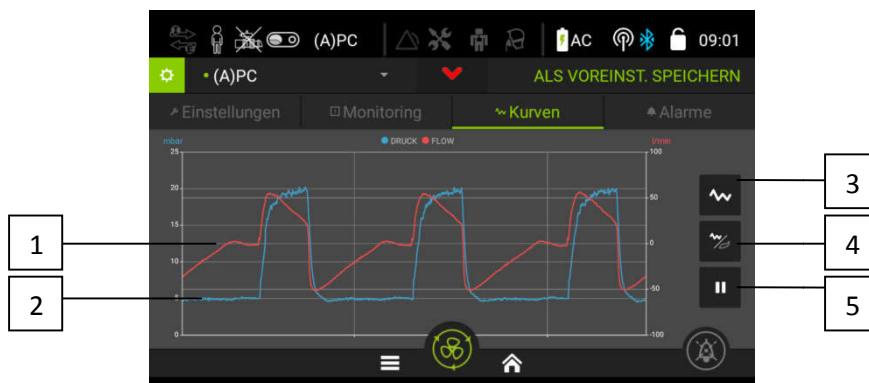 (A)PC AC 09:01
• (A)PC ALS VOREINST. SPEICHERN
Einstellungen Monitoring Kurven Alarme
mbar DRUCK FLOW l/min
25 100
20 50
15 0
10 -50
5 -100
0
1
2
3
4
5